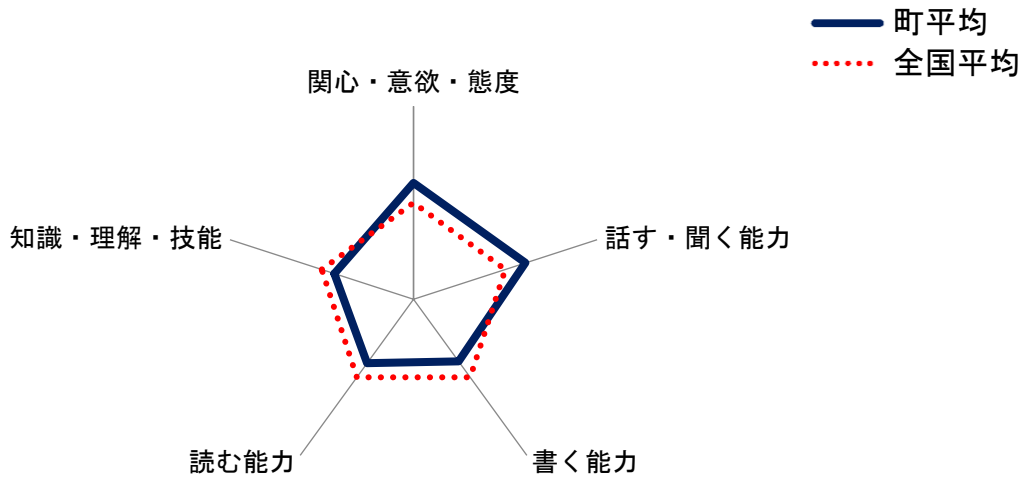 町平均
全国平均
関心・意欲・態度
知識・理解・技能
話す・聞く能力
読む能力
書く能力